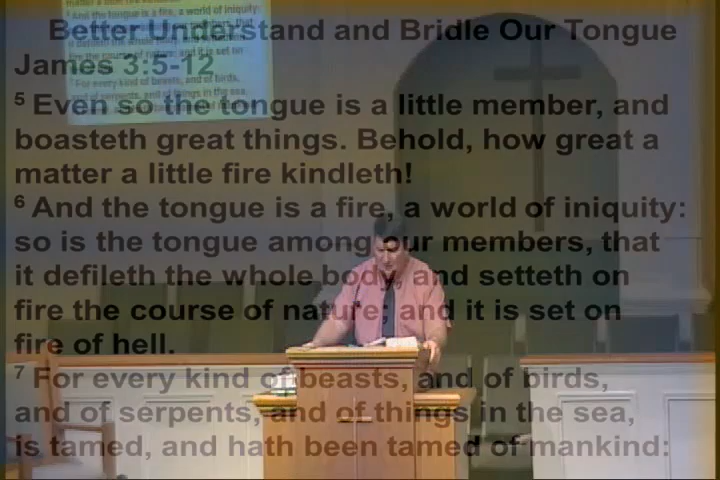 Better Understand and Bridle Our Tongue
James 3:5-12
5 Even so the tongue is a little member, and
boasteth great things. Behold, how great a
matter a little fire kindleth!
6 And the tongue is a fire, a world of iniquity:
so is the tongue among our members, that
it defileth the whole body, and setteth on
fire the course of nature; and it is set on
fire of hell.
7 For every kind of beasts, and of birds,
and of serpents, and of things in the sea,
is tamed, and hath been tamed of mankind: